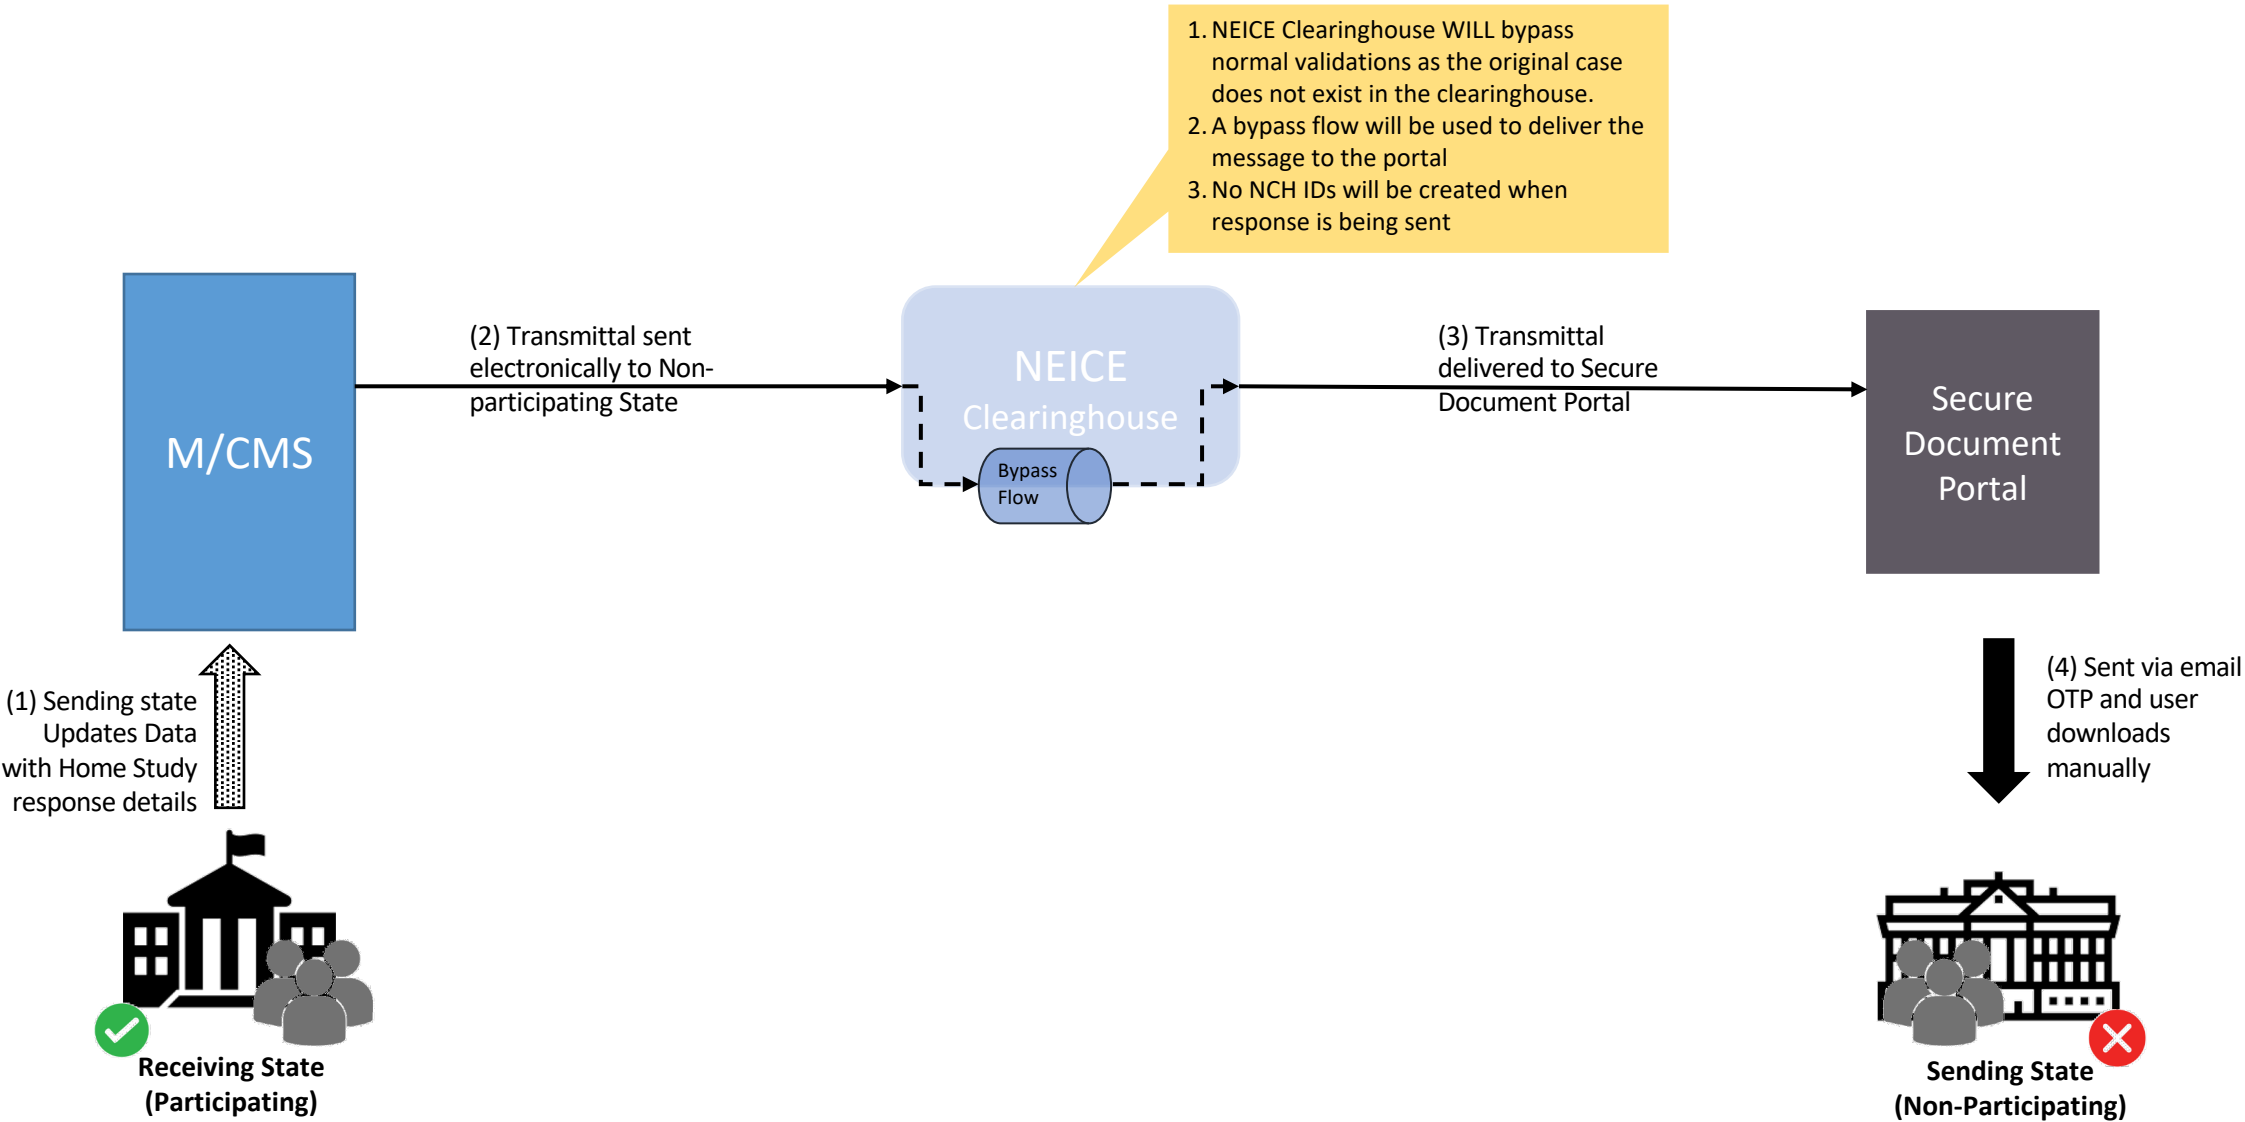 1. NEICE Clearinghouse WILL bypass
normal validations as the original case
does not exist in the clearinghouse.
2. A bypass flow will be used to deliver the
message to the portal
3. No NCH IDs will be created when
response is being sent
M/CMS
(2) Transmittal sent
electronically to Non-
participating State
NEICE
Clearinghouse
Bypass
Flow
(3) Transmittal
delivered to Secure
Document Portal
Secure
Document
Portal
(1) Sending state
Updates Data
with Home Study
response details
(4) Sent via email
OTP and user
downloads
manually
Receiving State
(Participating)
Sending State
(Non-Participating)